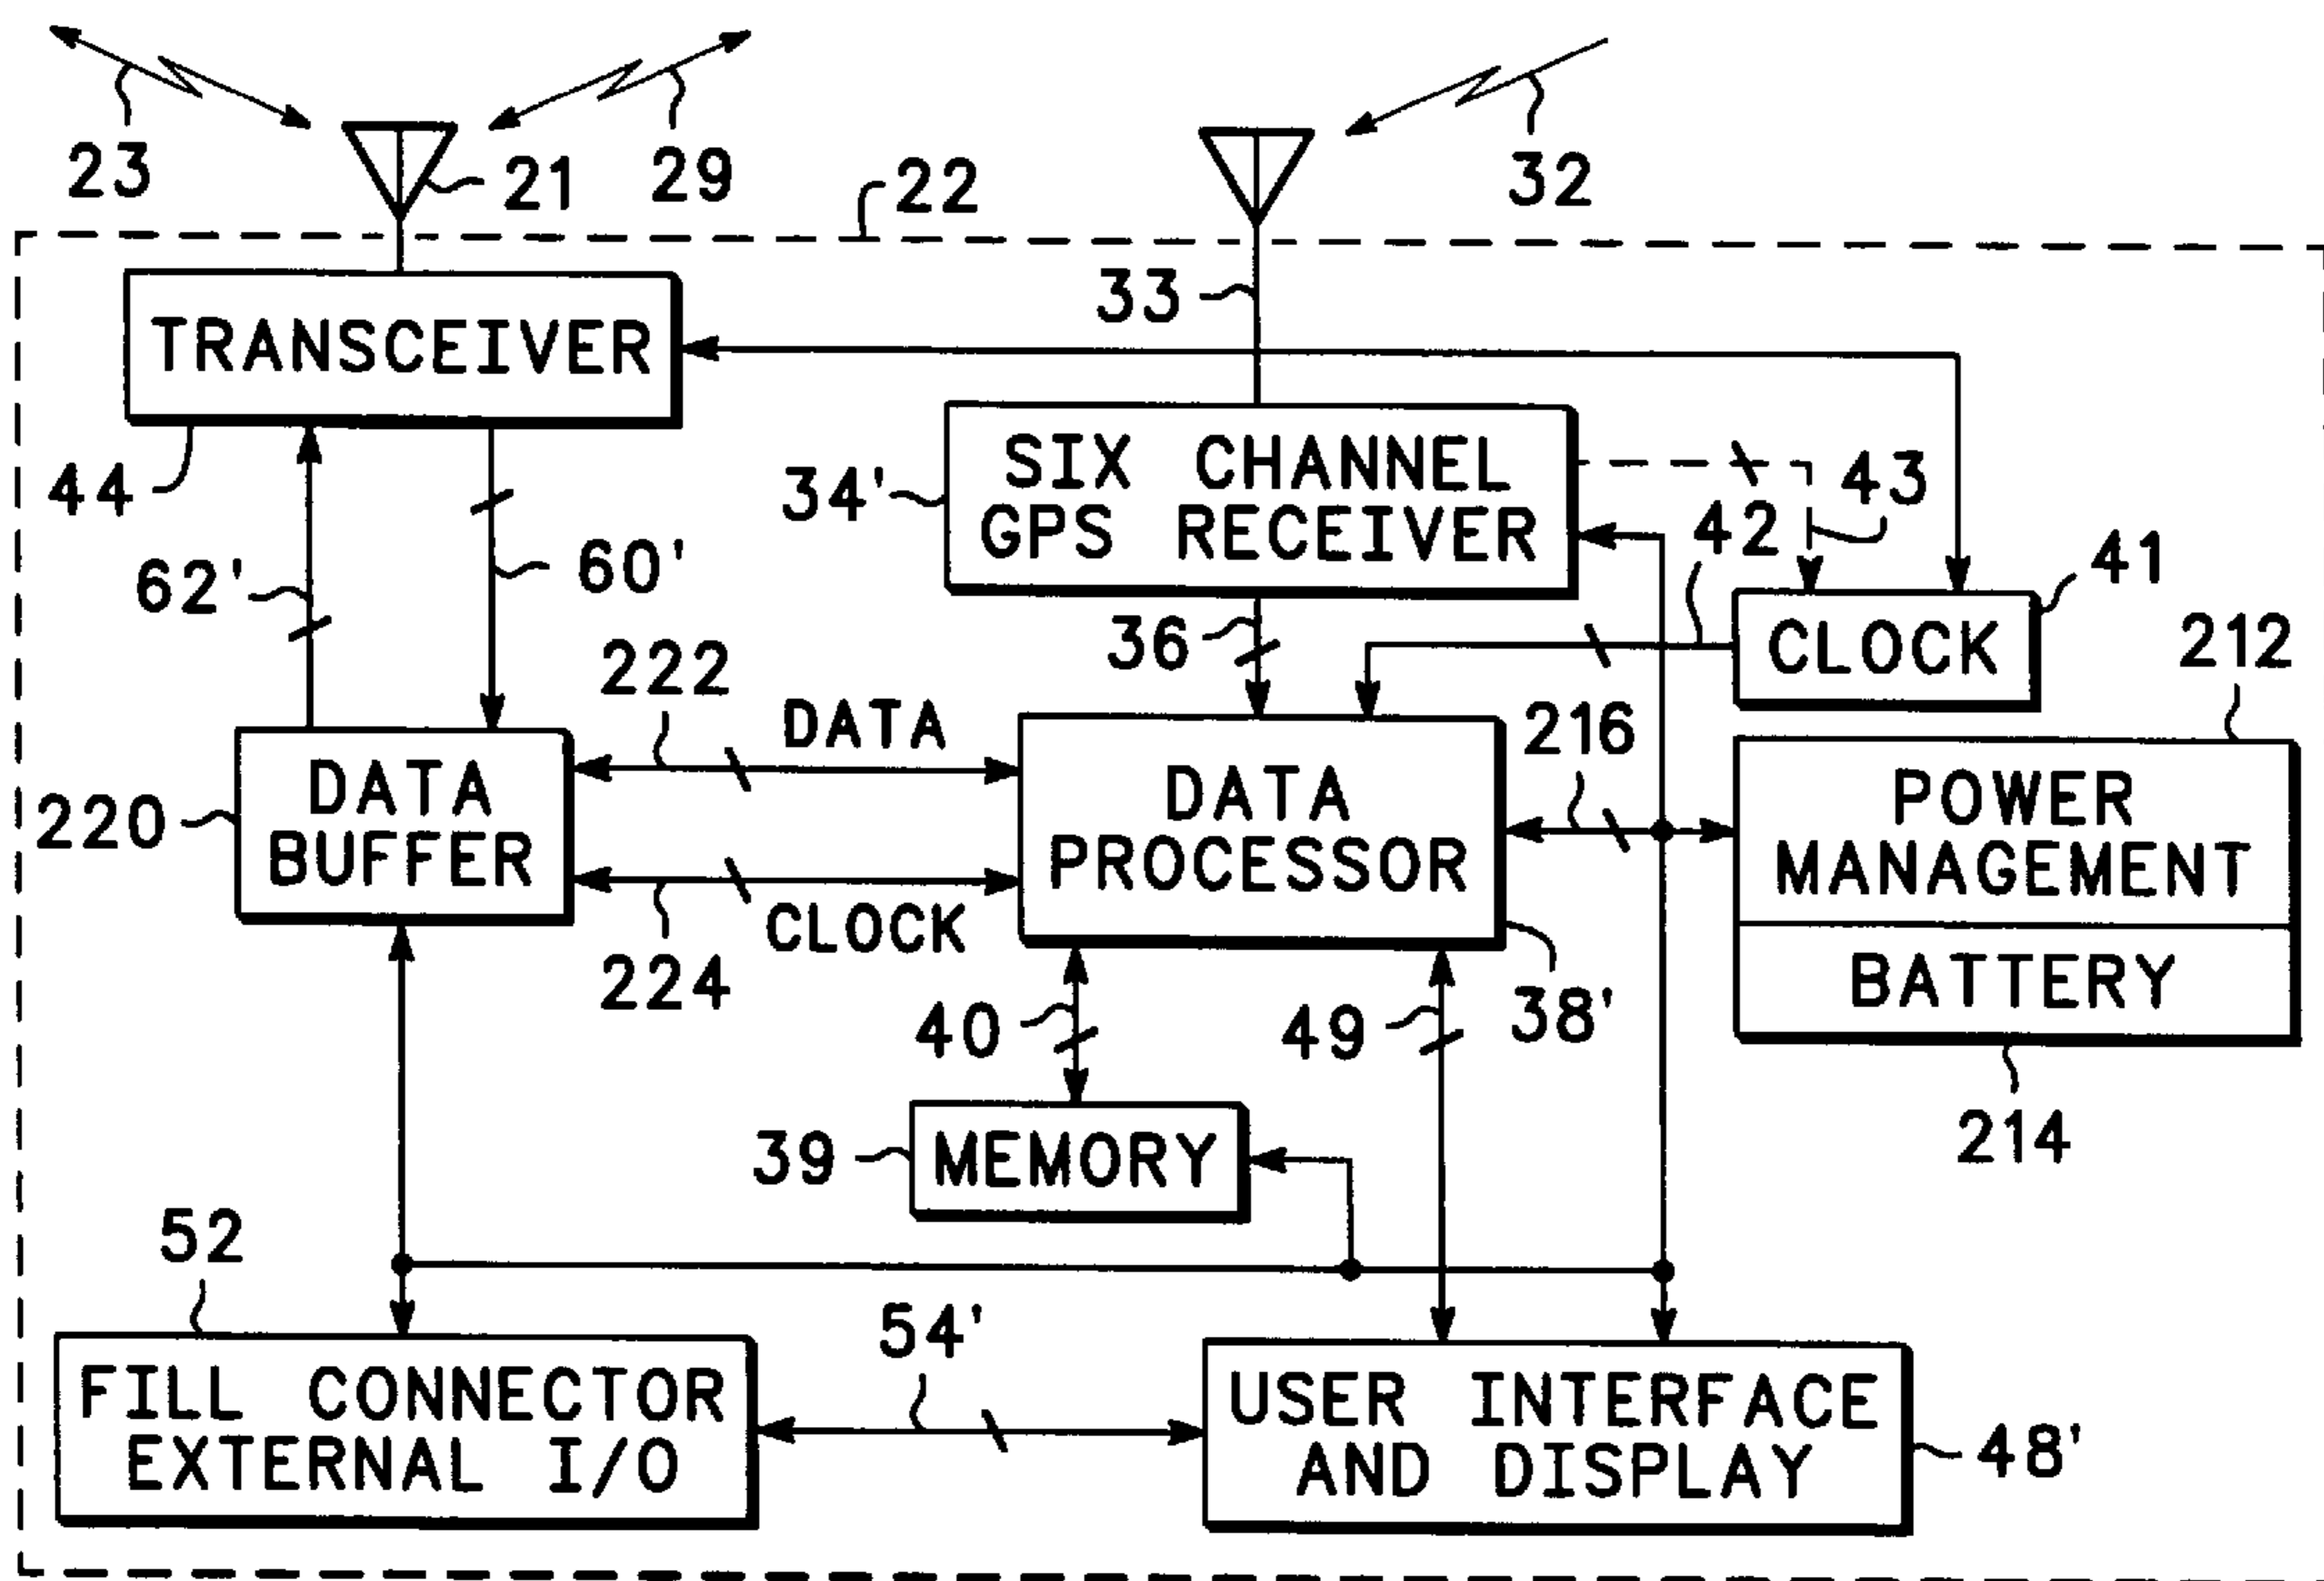 23
21
29
22
32
33
TRANSCEIVER
44
34'
SIX CHANNEL
GPS RECEIVER
43
42
41
62'
60'
36
CLOCK
212
222
DATA
216
220
DATA
BUFFER
DATA
PROCESSOR
POWER
MANAGEMENT
CLOCK
224
BATTERY
40
49
38'
214
39
MEMORY
52
54'
FILL CONNECTOR
EXTERNAL I/O
USER INTERFACE
AND DISPLAY
48'